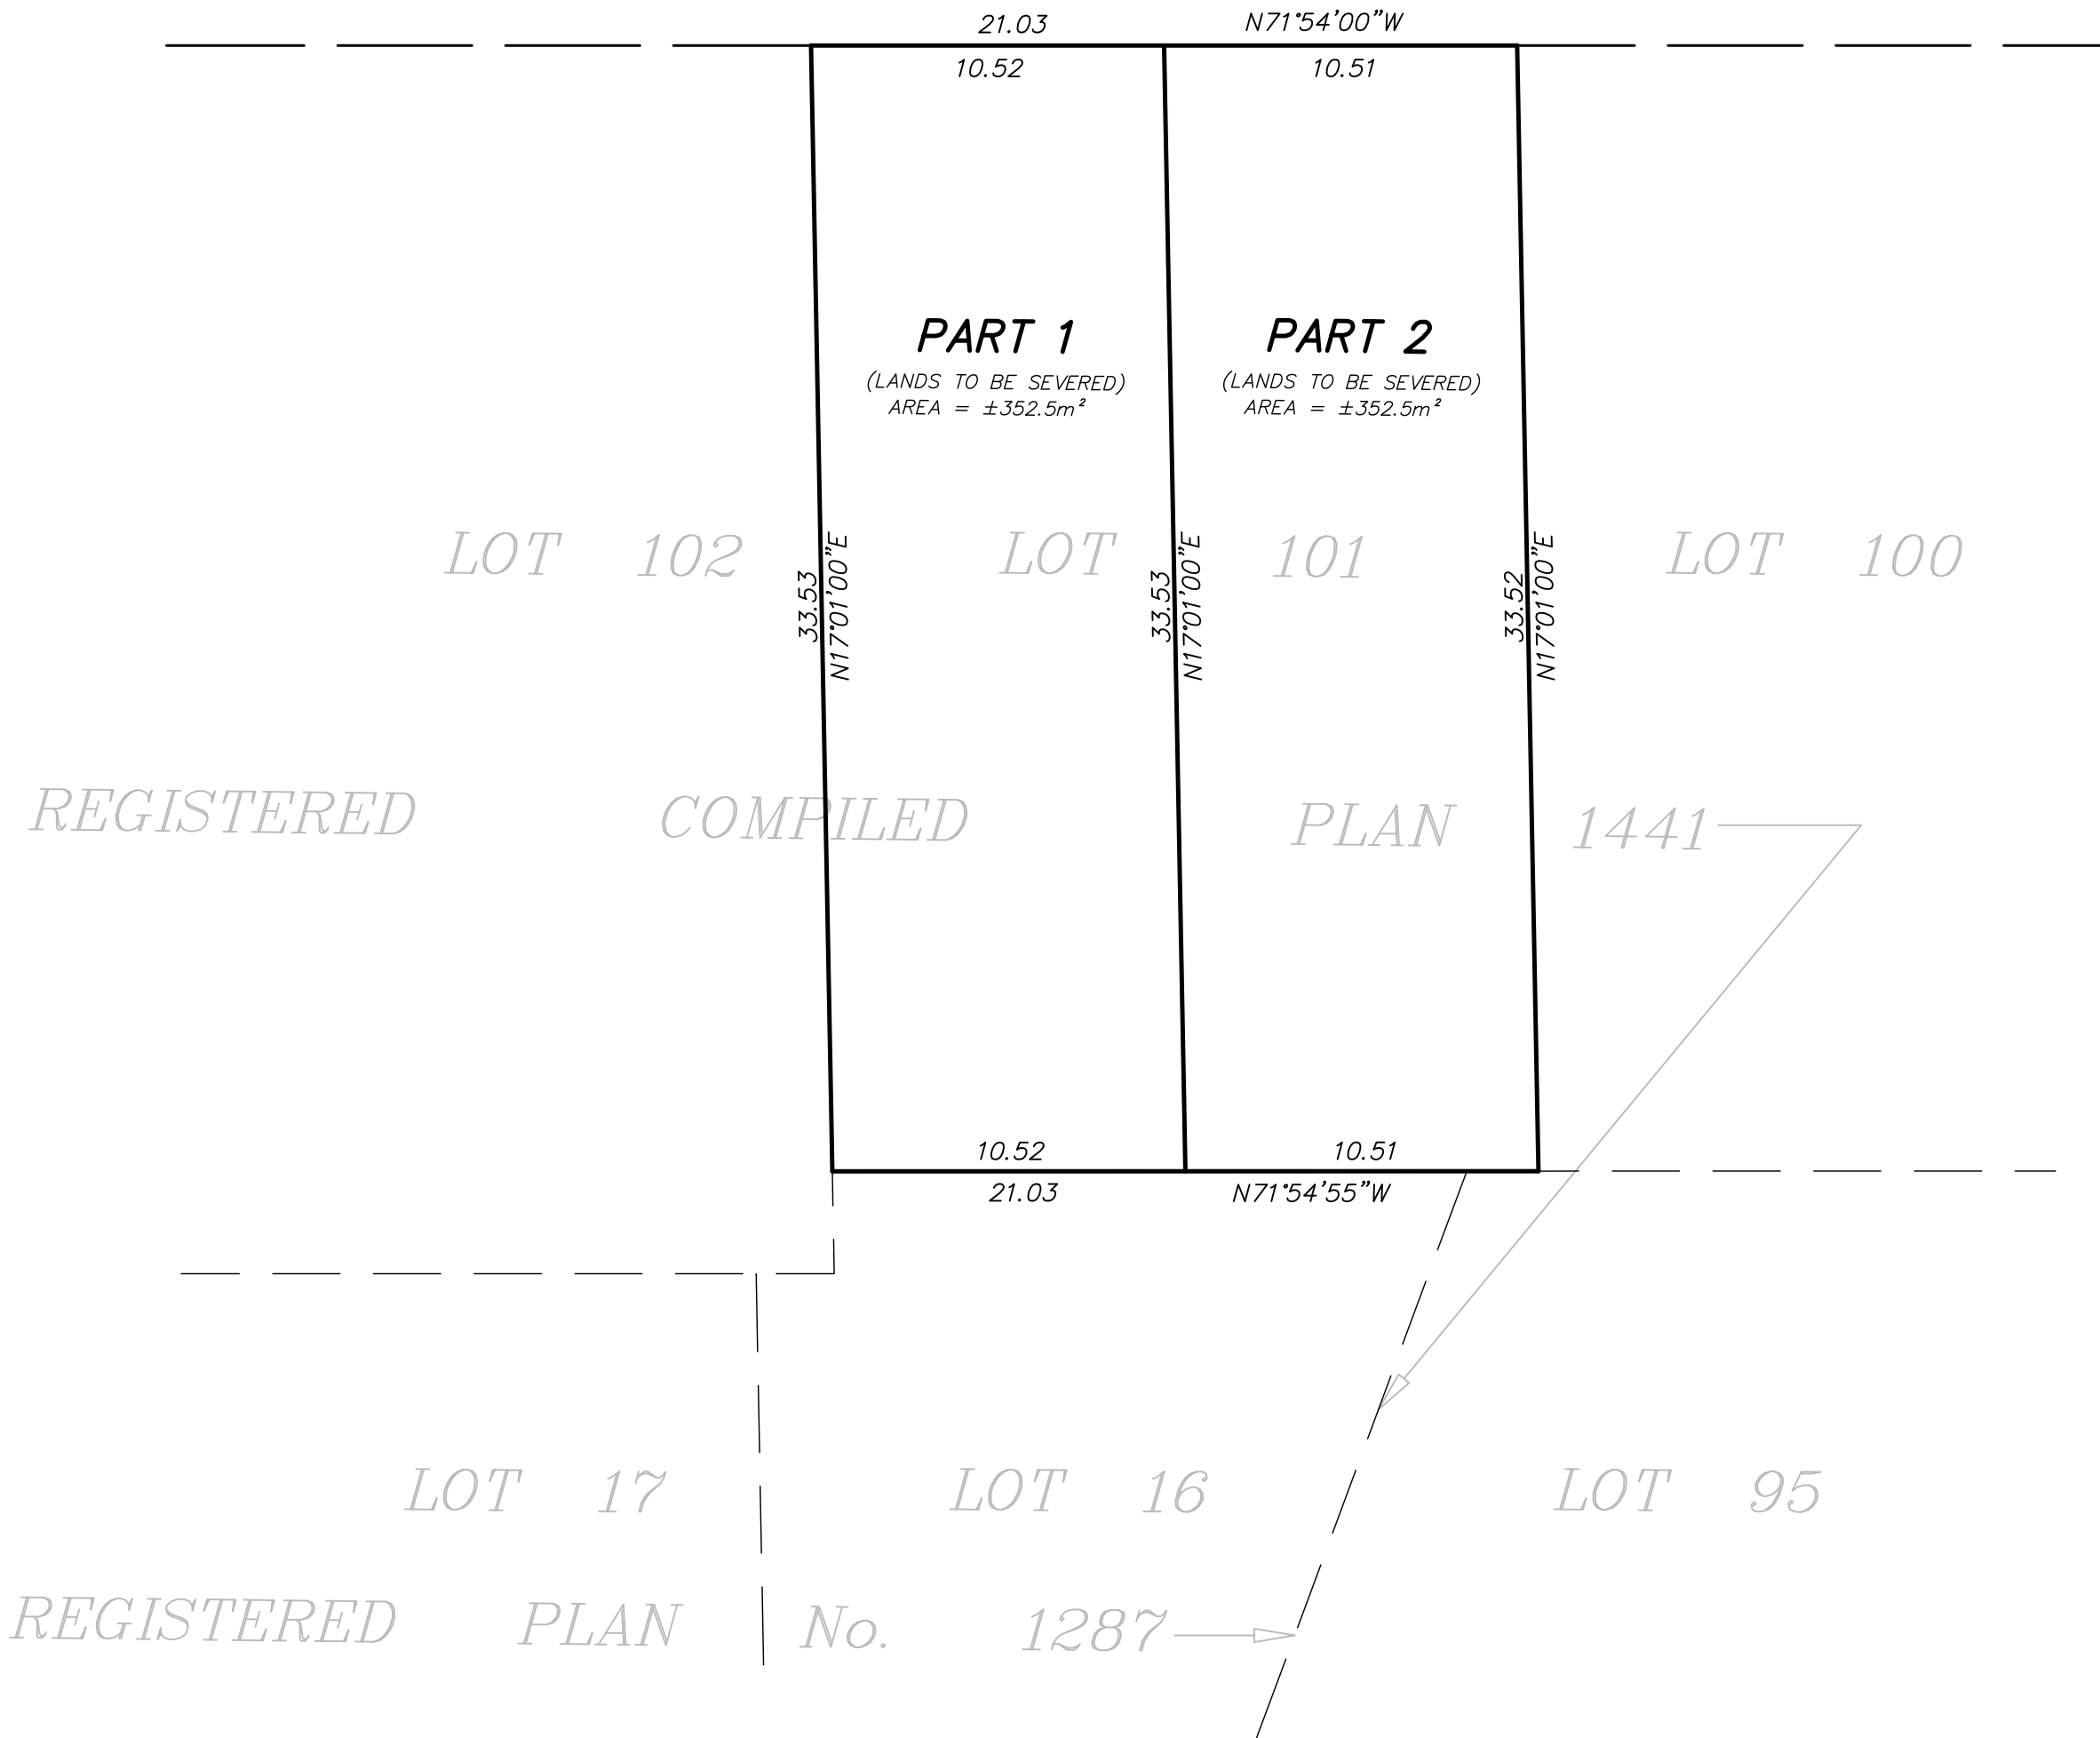 21.03 N71°54'00"W
10.52 10.51
PART 1
(LANDS TO BE SEVERED)
AREA = ±352.5m²
PART 2
(LANDS TO BE SEVERED)
AREA = ±352.5m²
LOT 102
LOT 101
LOT 100
33.53
N17°01'00"E
33.53
N17°01'00"E
33.52
N17°01'00"E
REGISTERED COMPILED PLAN 1441
10.52 10.51
21.03 N71°54'55"W
LOT 17
LOT 16
LOT 95
REGISTERED PLAN No. 1287